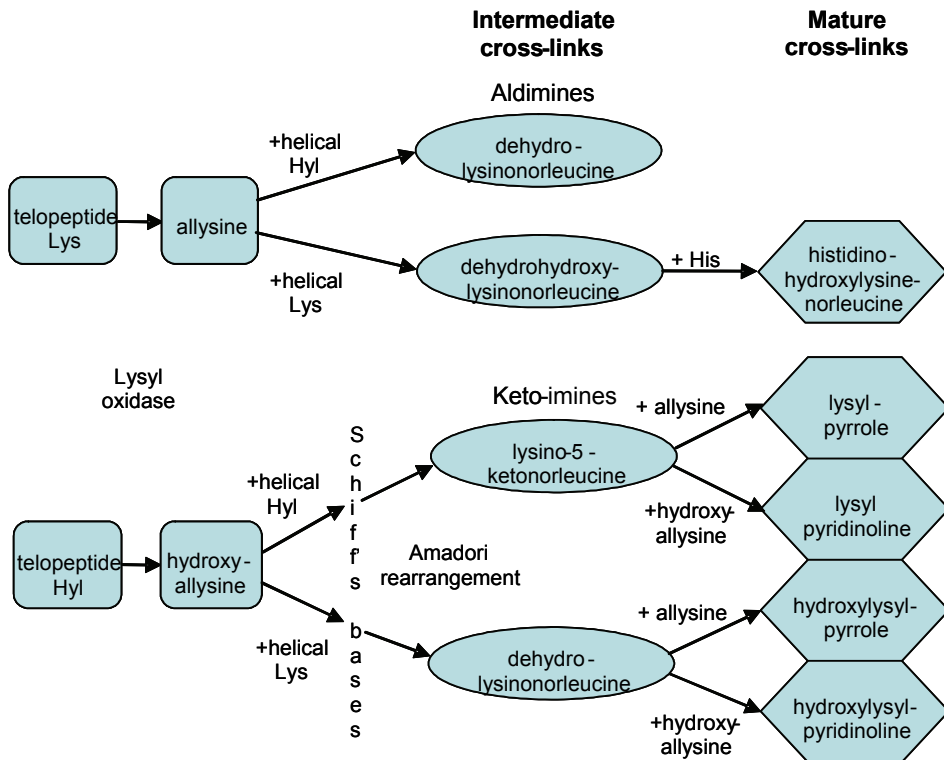 Intermediate
cross-links
Mature
cross-links
Aldimines
+helical
Hyl
dehydro-
lysinonorleucine
telopeptide
Lys
allysine
+helical
Lys
dehydrohydroxy-
lysinonorleucine
+ His
histidino-
hydroxylysine-
norleucine
Lysyl
oxidase
Keto-imines
+ allysine
lysyl-
pyrrole
lysino-5-
ketonorleucine
+helical
Hyl
Schiff's bases
+hydroxy-
allysine
lysyl
pyridinoline
telopeptide
Hyl
hydroxy-
allysine
Amadori
rearrangement
+ allysine
hydroxylysyl-
pyrrole
+helical
Lys
dehydro-
lysinonorleucine
+hydroxy-
allysine
hydroxylysyl-
pyridinoline